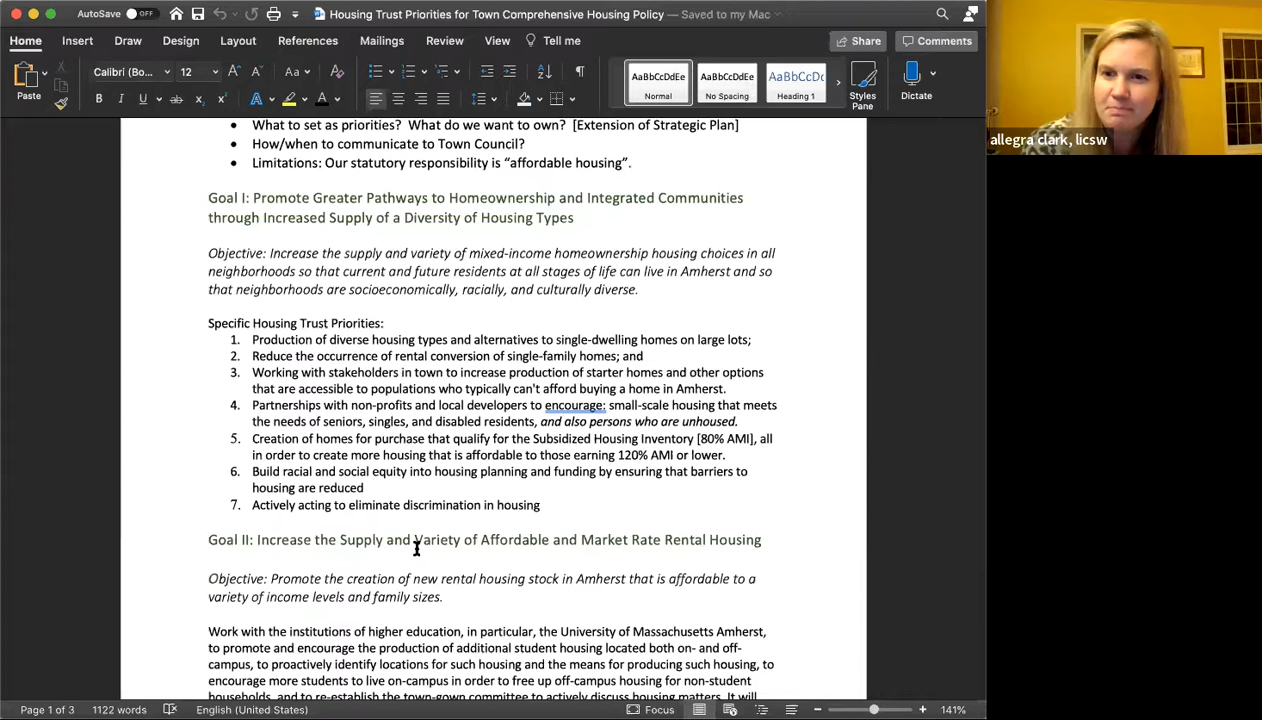 AutoSave OFF Housing Trust Priorities for Town Comprehensive Housing Policy — Saved to my Mac
Home Insert Draw Design Layout References Mailings Review View Tell me Share Comments
Paste Calibri (Bo... 12 A A Aa A AaBbCcDdEe AaBbCcDdEe AaBbCcDc Styles Pane Dictate
B I U ab x₂ x² A A Normal No Spacing Heading 1
• What to set as priorities? What do we want to own? [Extension of Strategic Plan]
• How/when to communicate to Town Council?
• Limitations: Our statutory responsibility is “affordable housing”.
Goal I: Promote Greater Pathways to Homeownership and Integrated Communities
through Increased Supply of a Diversity of Housing Types
Objective: Increase the supply and variety of mixed-income homeownership housing choices in all
neighborhoods so that current and future residents at all stages of life can live in Amherst and so
that neighborhoods are socioeconomically, racially, and culturally diverse.
Specific Housing Trust Priorities:
1. Production of diverse housing types and alternatives to single-dwelling homes on large lots;
2. Reduce the occurrence of rental conversion of single-family homes; and
3. Working with stakeholders in town to increase production of starter homes and other options
that are accessible to populations who typically can't afford buying a home in Amherst.
4. Partnerships with non-profits and local developers to encourage: small-scale housing that meets
the needs of seniors, singles, and disabled residents, and also persons who are unhoused.
5. Creation of homes for purchase that qualify for the Subsidized Housing Inventory [80% AMI], all
in order to create more housing that is affordable to those earning 120% AMI or lower.
6. Build racial and social equity into housing planning and funding by ensuring that barriers to
housing are reduced
7. Actively acting to eliminate discrimination in housing
Goal II: Increase the Supply and Variety of Affordable and Market Rate Rental Housing
Objective: Promote the creation of new rental housing stock in Amherst that is affordable to a
variety of income levels and family sizes.
Work with the institutions of higher education, in particular, the University of Massachusetts Amherst,
to promote and encourage the production of additional student housing located both on- and off-
campus, to proactively identify locations for such housing and the means for producing such housing, to
encourage more students to live on-campus in order to free up off-campus housing for non-student
households, and to re-establish the town-gown committee to actively discuss housing matters. It will
Page 1 of 3 1122 words English (United States) Focus 141%
allegra clark, licsw